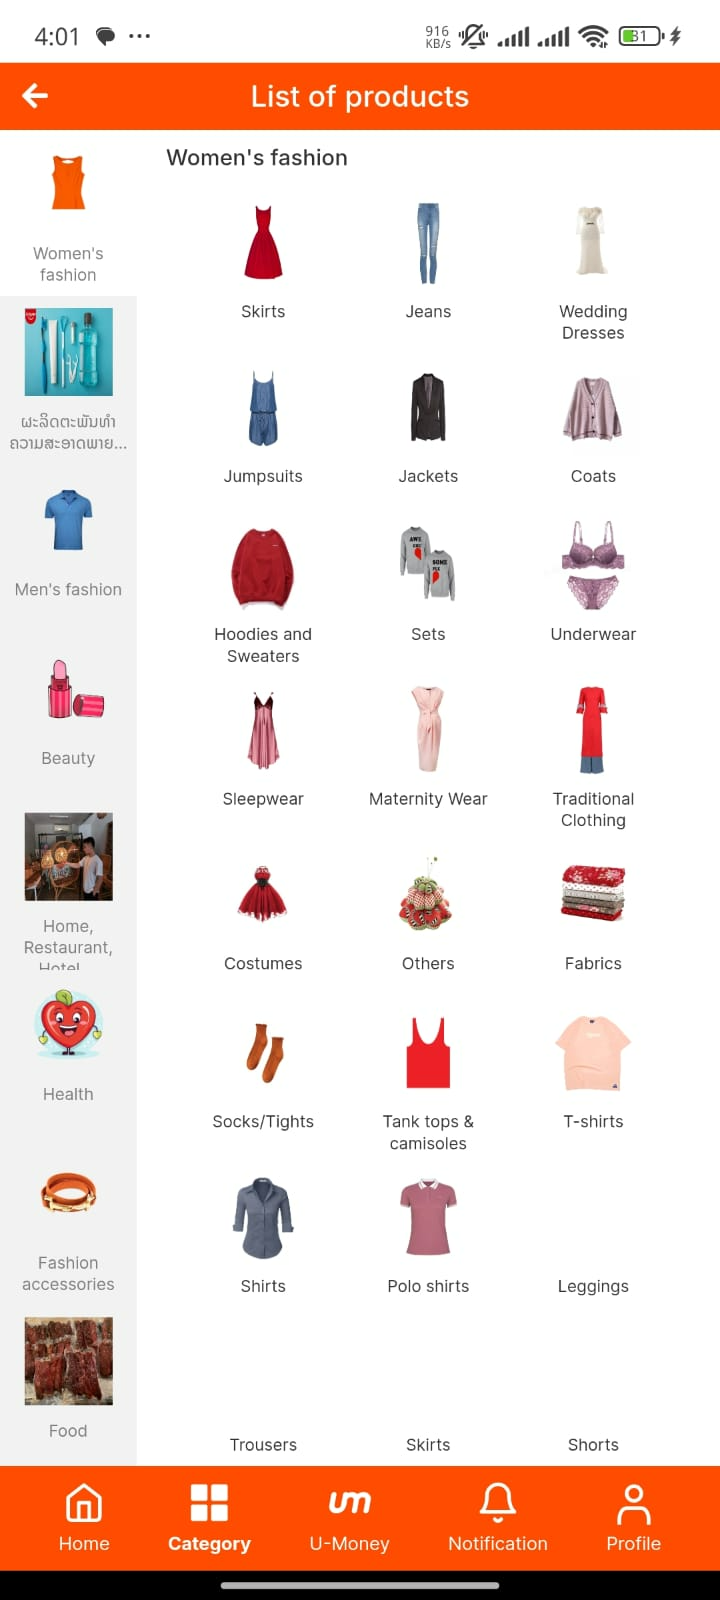 4:01
916
KB/s
31
List of products
Women's fashion
Women's
fashion
ຜະລິດຕະພັນທຳ
ຄວາມສະອາດພາຍ...
Men's fashion
Beauty
Home,
Restaurant,
Hotel
Health
Fashion
accessories
Food
Skirts
Jeans
Wedding
Dresses
Jumpsuits
Jackets
Coats
Hoodies and
Sweaters
AWE
SOME
Sets
Underwear
Sleepwear
Maternity Wear
Traditional
Clothing
Costumes
Others
Fabrics
Socks/Tights
Tank tops &
camisoles
T-shirts
Shirts
Polo shirts
Leggings
Trousers
Skirts
Shorts
Home
Category
um
U-Money
Notification
Profile